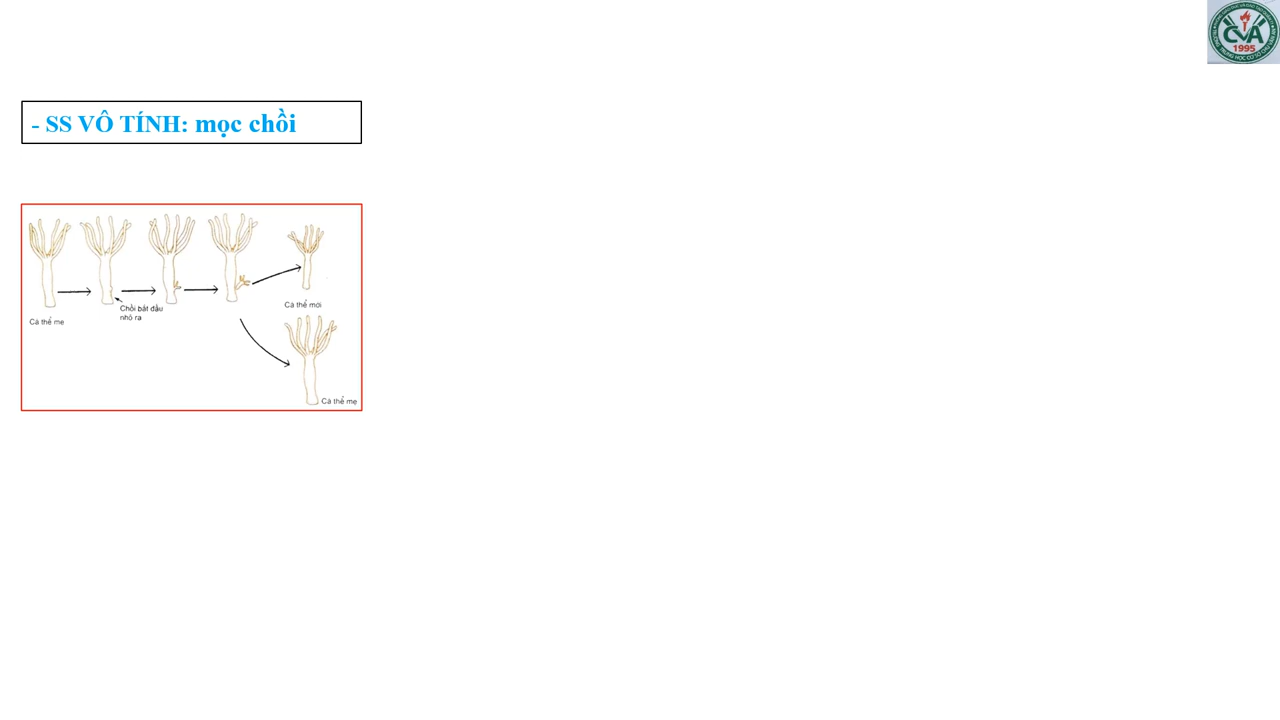 CVA
1995
- SS VÔ TÍNH: mọc chồi
Cá thể mẹ
Chồi bắt đầu
nhô ra
Cá thể mới
Cá thể mẹ